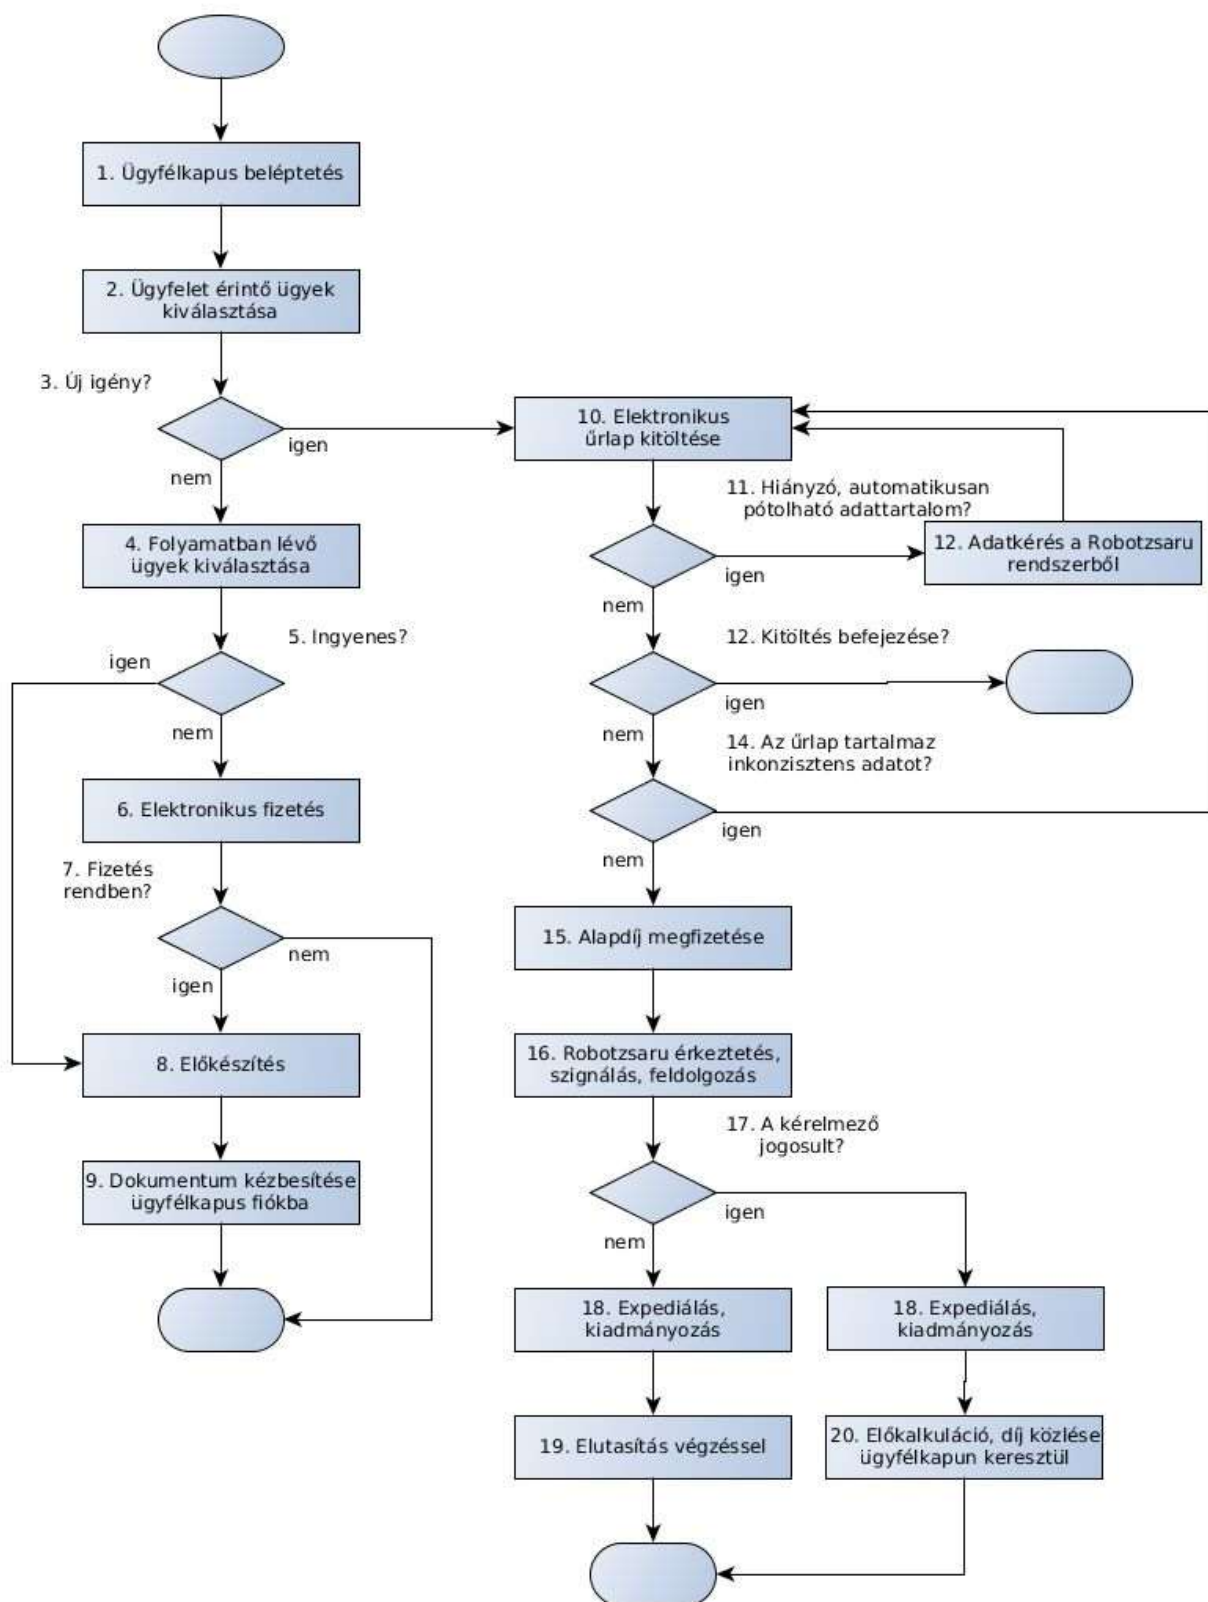 1. Ügyfélkapus beléptetés
2. Ügyfelet érintő ügyek
kiválasztása
3. Új igény?
igen
nem
4. Folyamatban lévő
ügyek kiválasztása
5. Ingyenes?
igen
nem
6. Elektronikus fizetés
7. Fizetés
rendben?
nem
igen
8. Előkészítés
9. Dokumentum kézbesítése
ügyfélkapus fiókba
10. Elektronikus
űrlap kitöltése
11. Hiányzó, automatikusan
pótolható adattartalom?
igen
nem
12. Adatkérés a Robotzsaru
rendszerből
12. Kitöltés befejezése?
igen
nem
14. Az űrlap tartalmaz
inkonzisztens adatot?
igen
nem
15. Alapdíj megfizetése
16. Robotzsaru érkeztetés,
szignálás, feldolgozás
17. A kérelmező
jogosult?
igen
nem
18. Expediálás,
kiadmányozás
18. Expediálás,
kiadmányozás
19. Elutasítás végzéssel
20. Előkalkuláció, díj közlése
ügyfélkapun keresztül